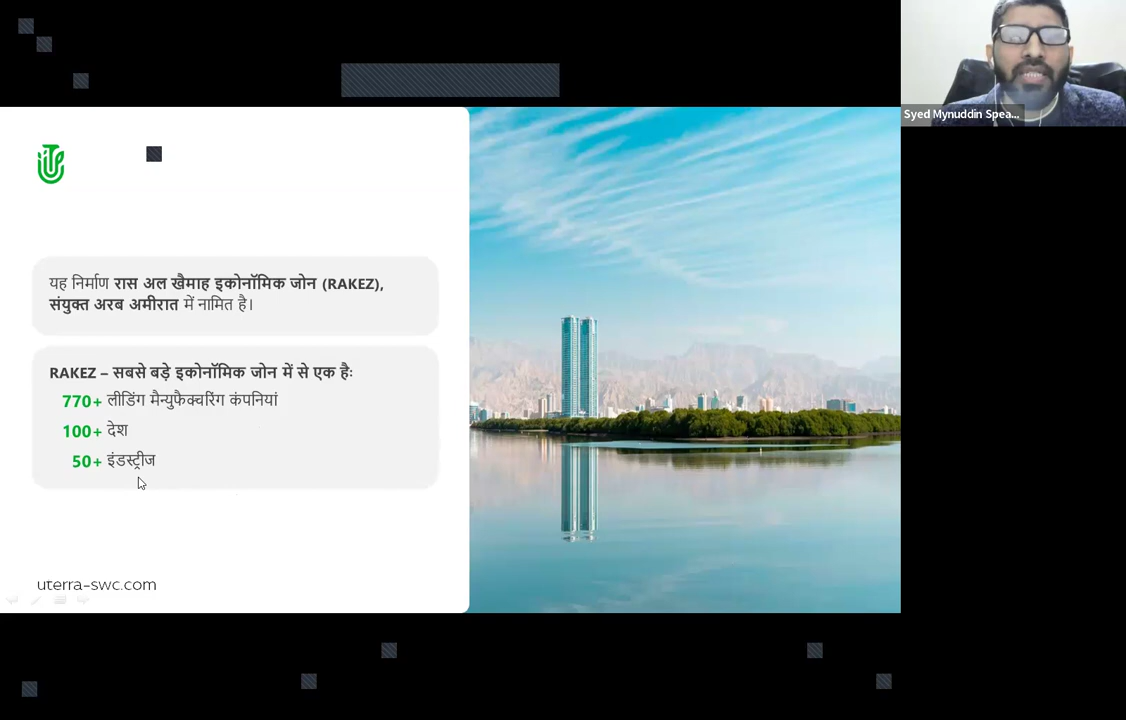 Syed Mynuddin Spea...
यह निर्माण रास अल खैमाह इकोनॉमिक जोन (RAKEZ),
संयुक्त अरब अमीरात में नामित है।
RAKEZ – सबसे बड़े इकोनॉमिक जोन में से एक हैः
770+ लीडिंग मैन्युफैक्चरिंग कंपनियां
100+ देश
50+ इंडस्ट्रीज
uterra-swc.com